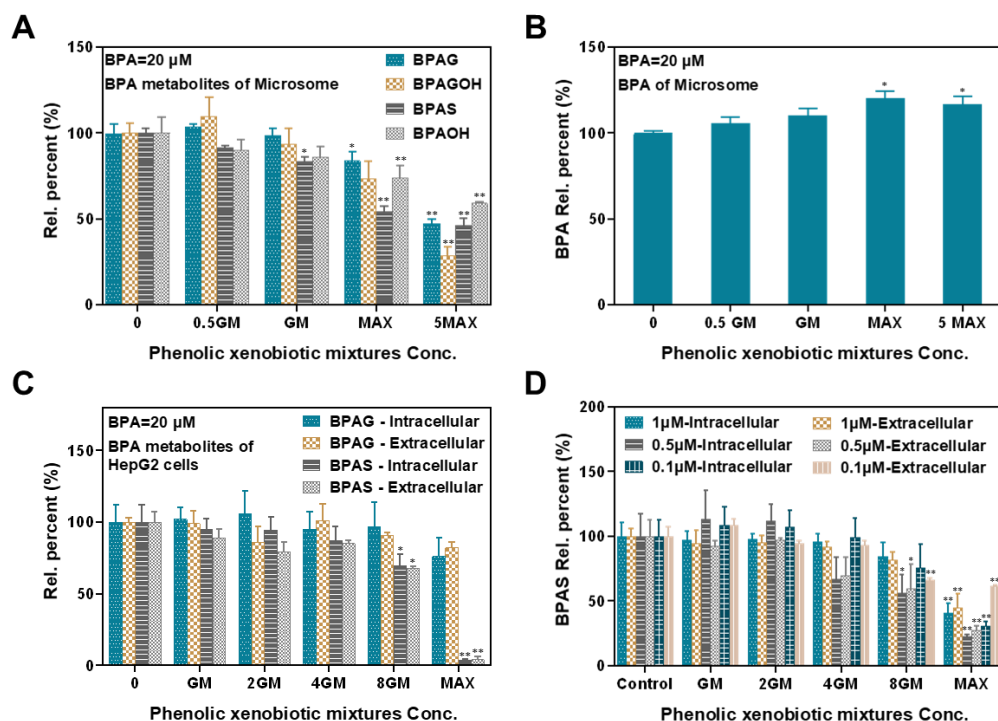 A
BPA=20 µM
BPA metabolites of Microsome
BPAG
BPAGOH
BPAS
BPAOH
Rel. percent (%)
150
100
50
0
* * ** ** ** ** ** **
0 0.5GM GM MAX 5MAX
Phenolic xenobiotic mixtures Conc.
B
BPA=20 µM
BPA of Microsome
BPA Rel. percent (%)
150
100
50
0
* *
0 0.5 GM GM MAX 5 MAX
Phenolic xenobiotic mixtures Conc.
C
BPA=20 µM
BPA metabolites of
HepG2 cells
BPAG - Intracellular
BPAG - Extracellular
BPAS - Intracellular
BPAS - Extracellular
Rel. percent (%)
150
100
50
0
* * ** **
0 GM 2GM 4GM 8GM MAX
Phenolic xenobiotic mixtures Conc.
D
1µM-Intracellular 1µM-Extracellular
0.5µM-Intracellular 0.5µM-Extracellular
0.1µM-Intracellular 0.1µM-Extracellular
BPAS Rel. percent (%)
200
150
100
50
0
* * ** ** ** ** ** ** **
Control GM 2GM 4GM 8GM MAX
Phenolic xenobiotic mixtures Conc.